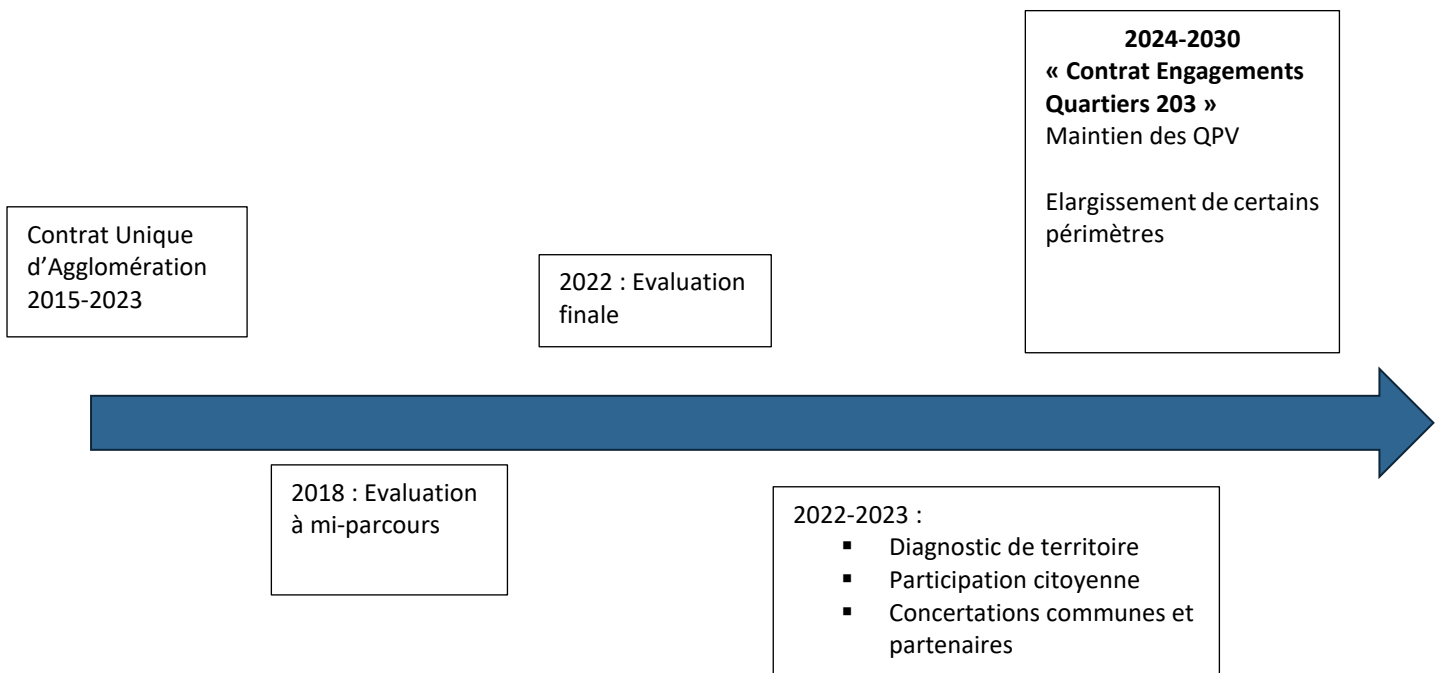 2024-2030
« Contrat Engagements
Quartiers 203 »
Maintien des QPV
Elargissement de certains
périmètres
Contrat Unique
d’Agglomération
2015-2023
2022 : Evaluation
finale
2018 : Evaluation
à mi-parcours
2022-2023 :
▪ Diagnostic de territoire
▪ Participation citoyenne
▪ Concertations communes et
partenaires